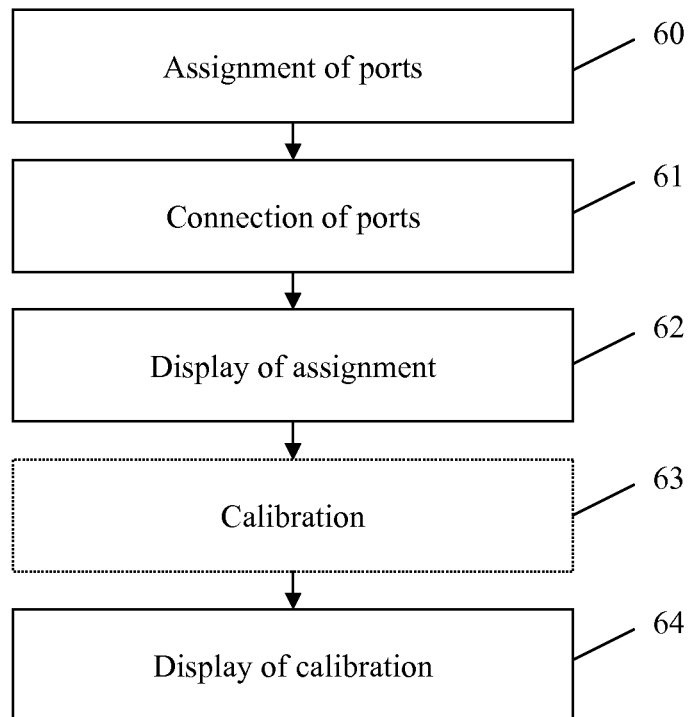 Assignment of ports
60
Connection of ports
61
Display of assignment
62
Calibration
63
Display of calibration
64